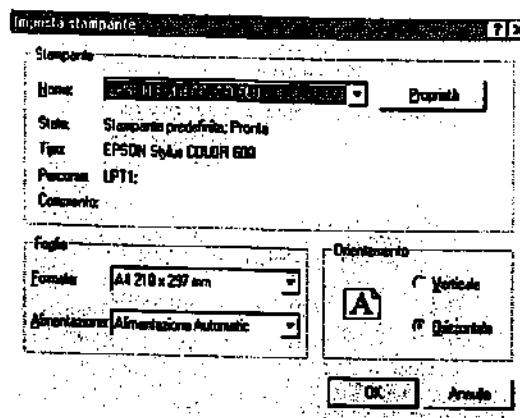 Imposta stampante
Stampante
Nome:
Proprietà
Stato: Stampante predefinita; Pronta
Tipo: EPSON Stylus COLOR 600
Percorso: LPT1:
Commento:
Foglio
Orientamento
Formato: A4 210 x 297 mm
Verticale
Alimentazione: Alimentazione Automatic
A
Orizzontale
OK
Annulla